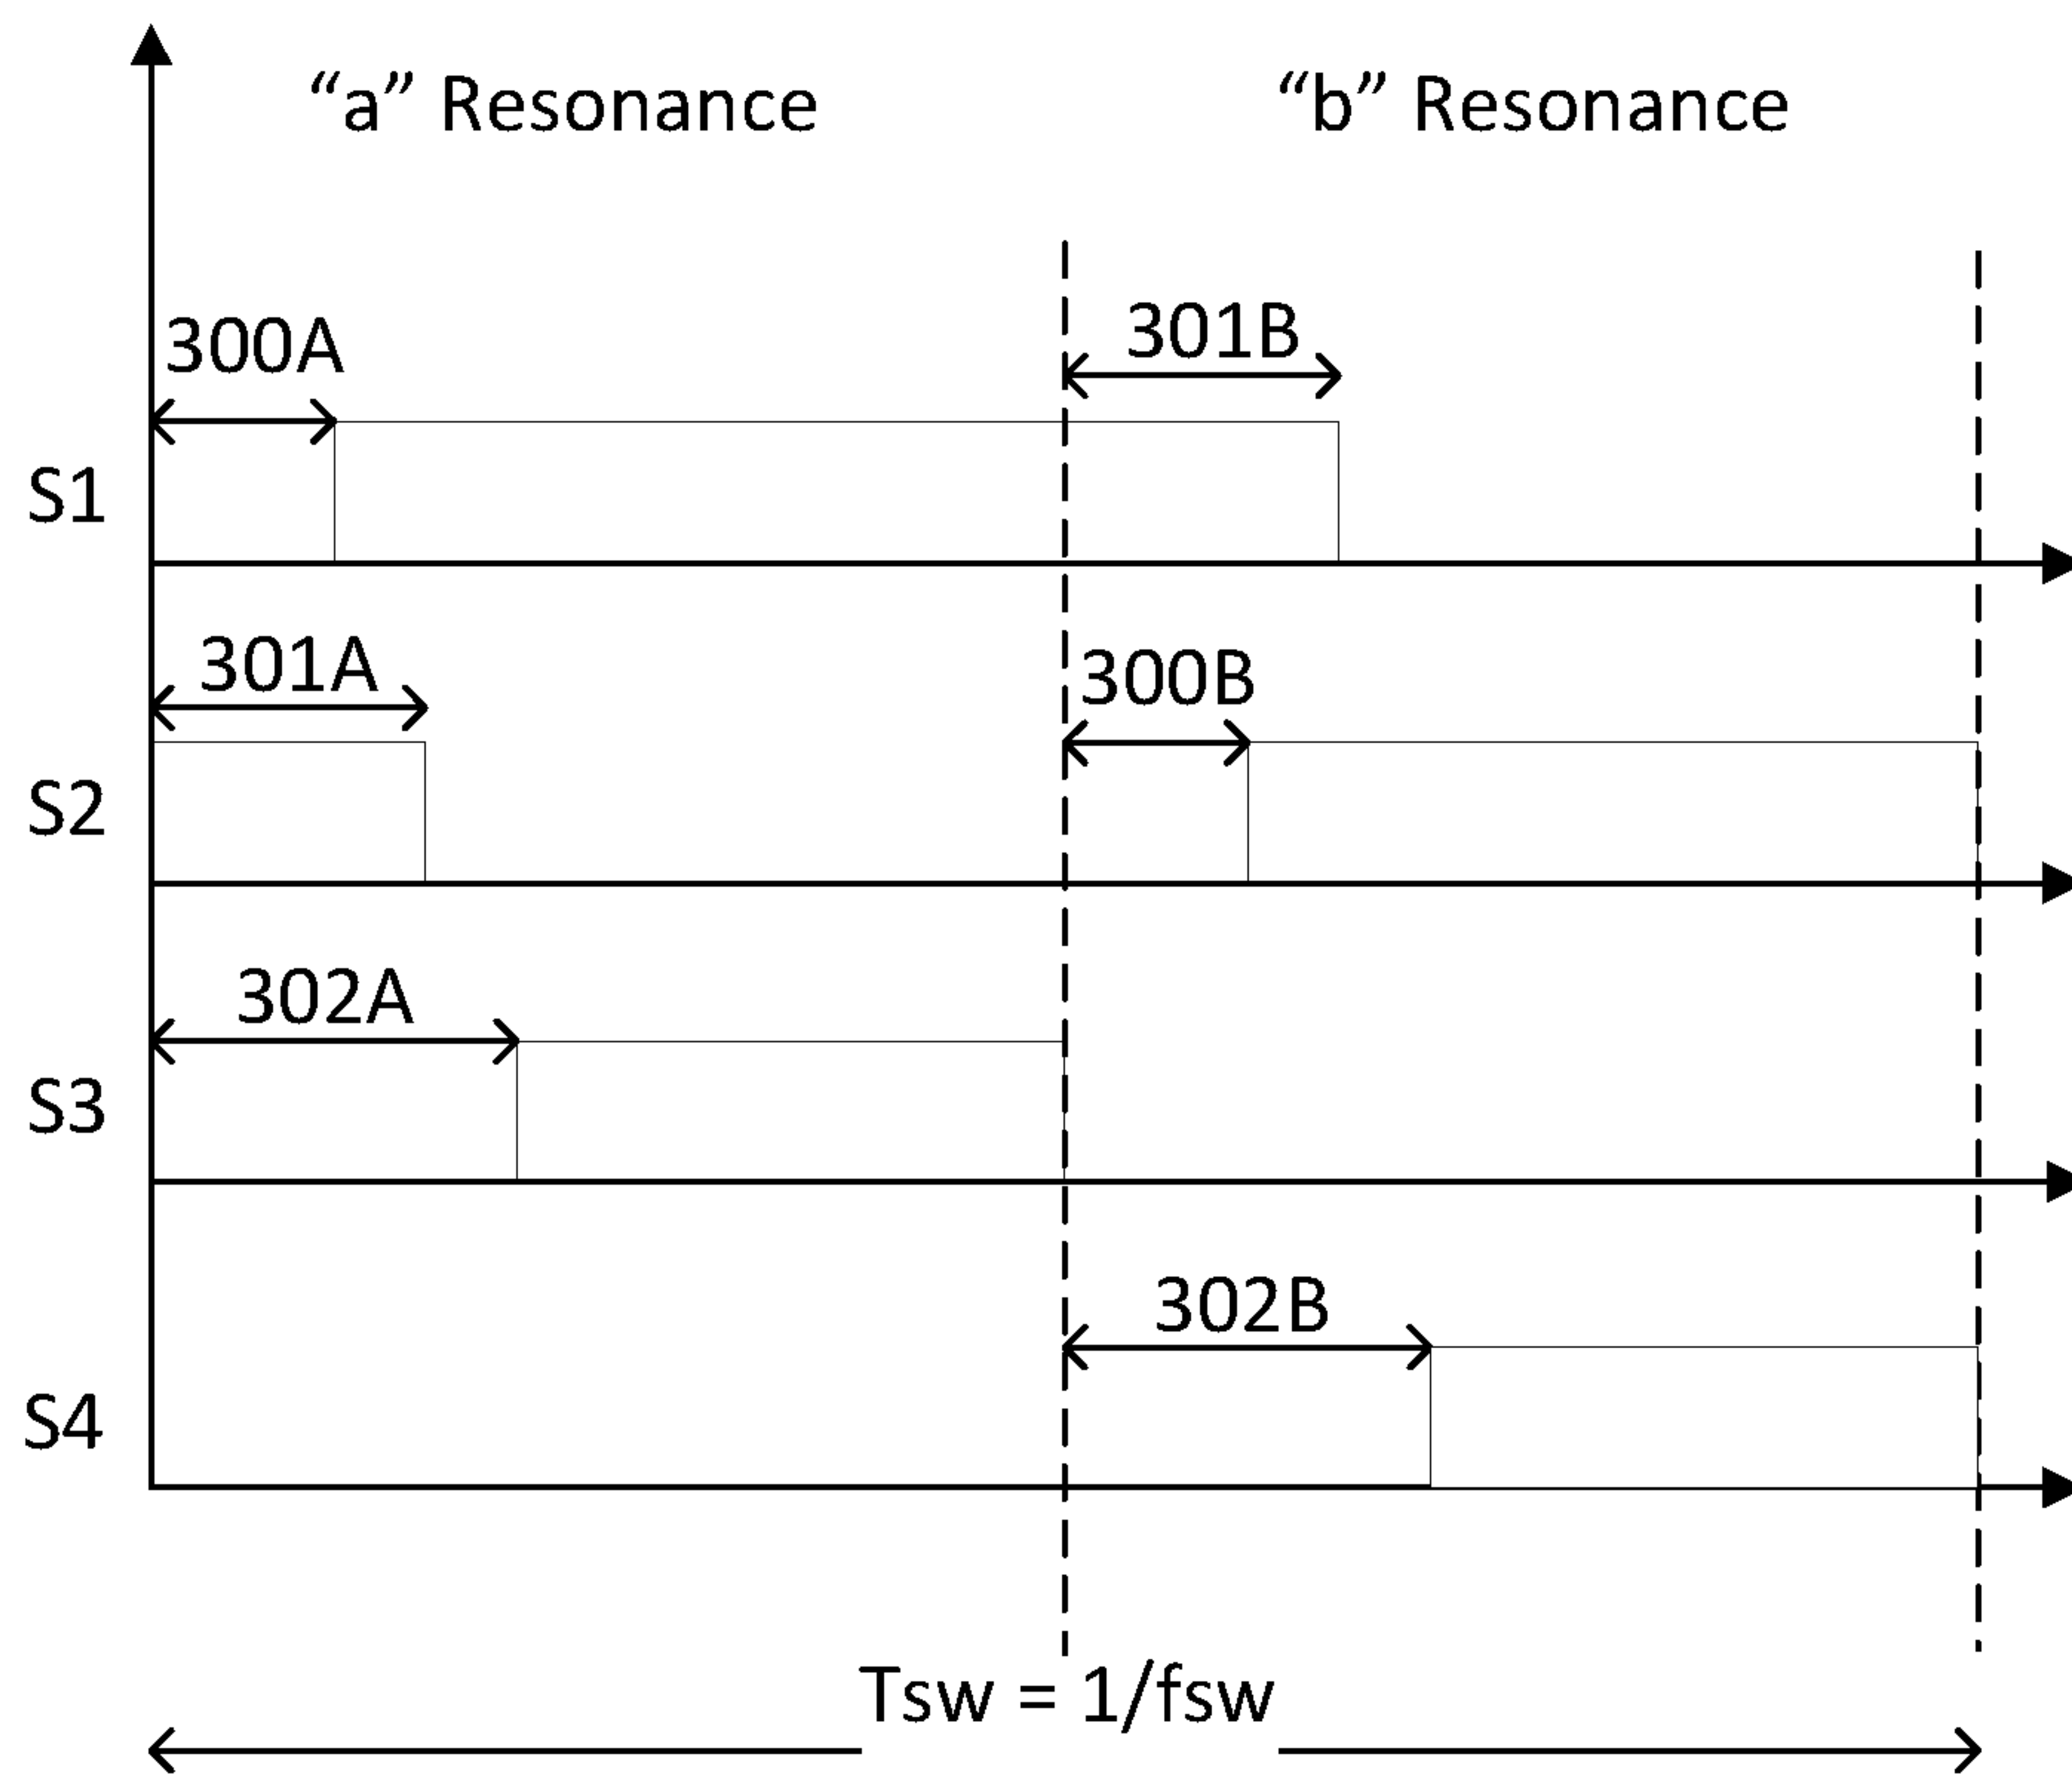 “a” Resonance
“b” Resonance
300A
301B
S1
301A
300B
S2
302A
S3
302B
S4
Tsw = 1/fsw